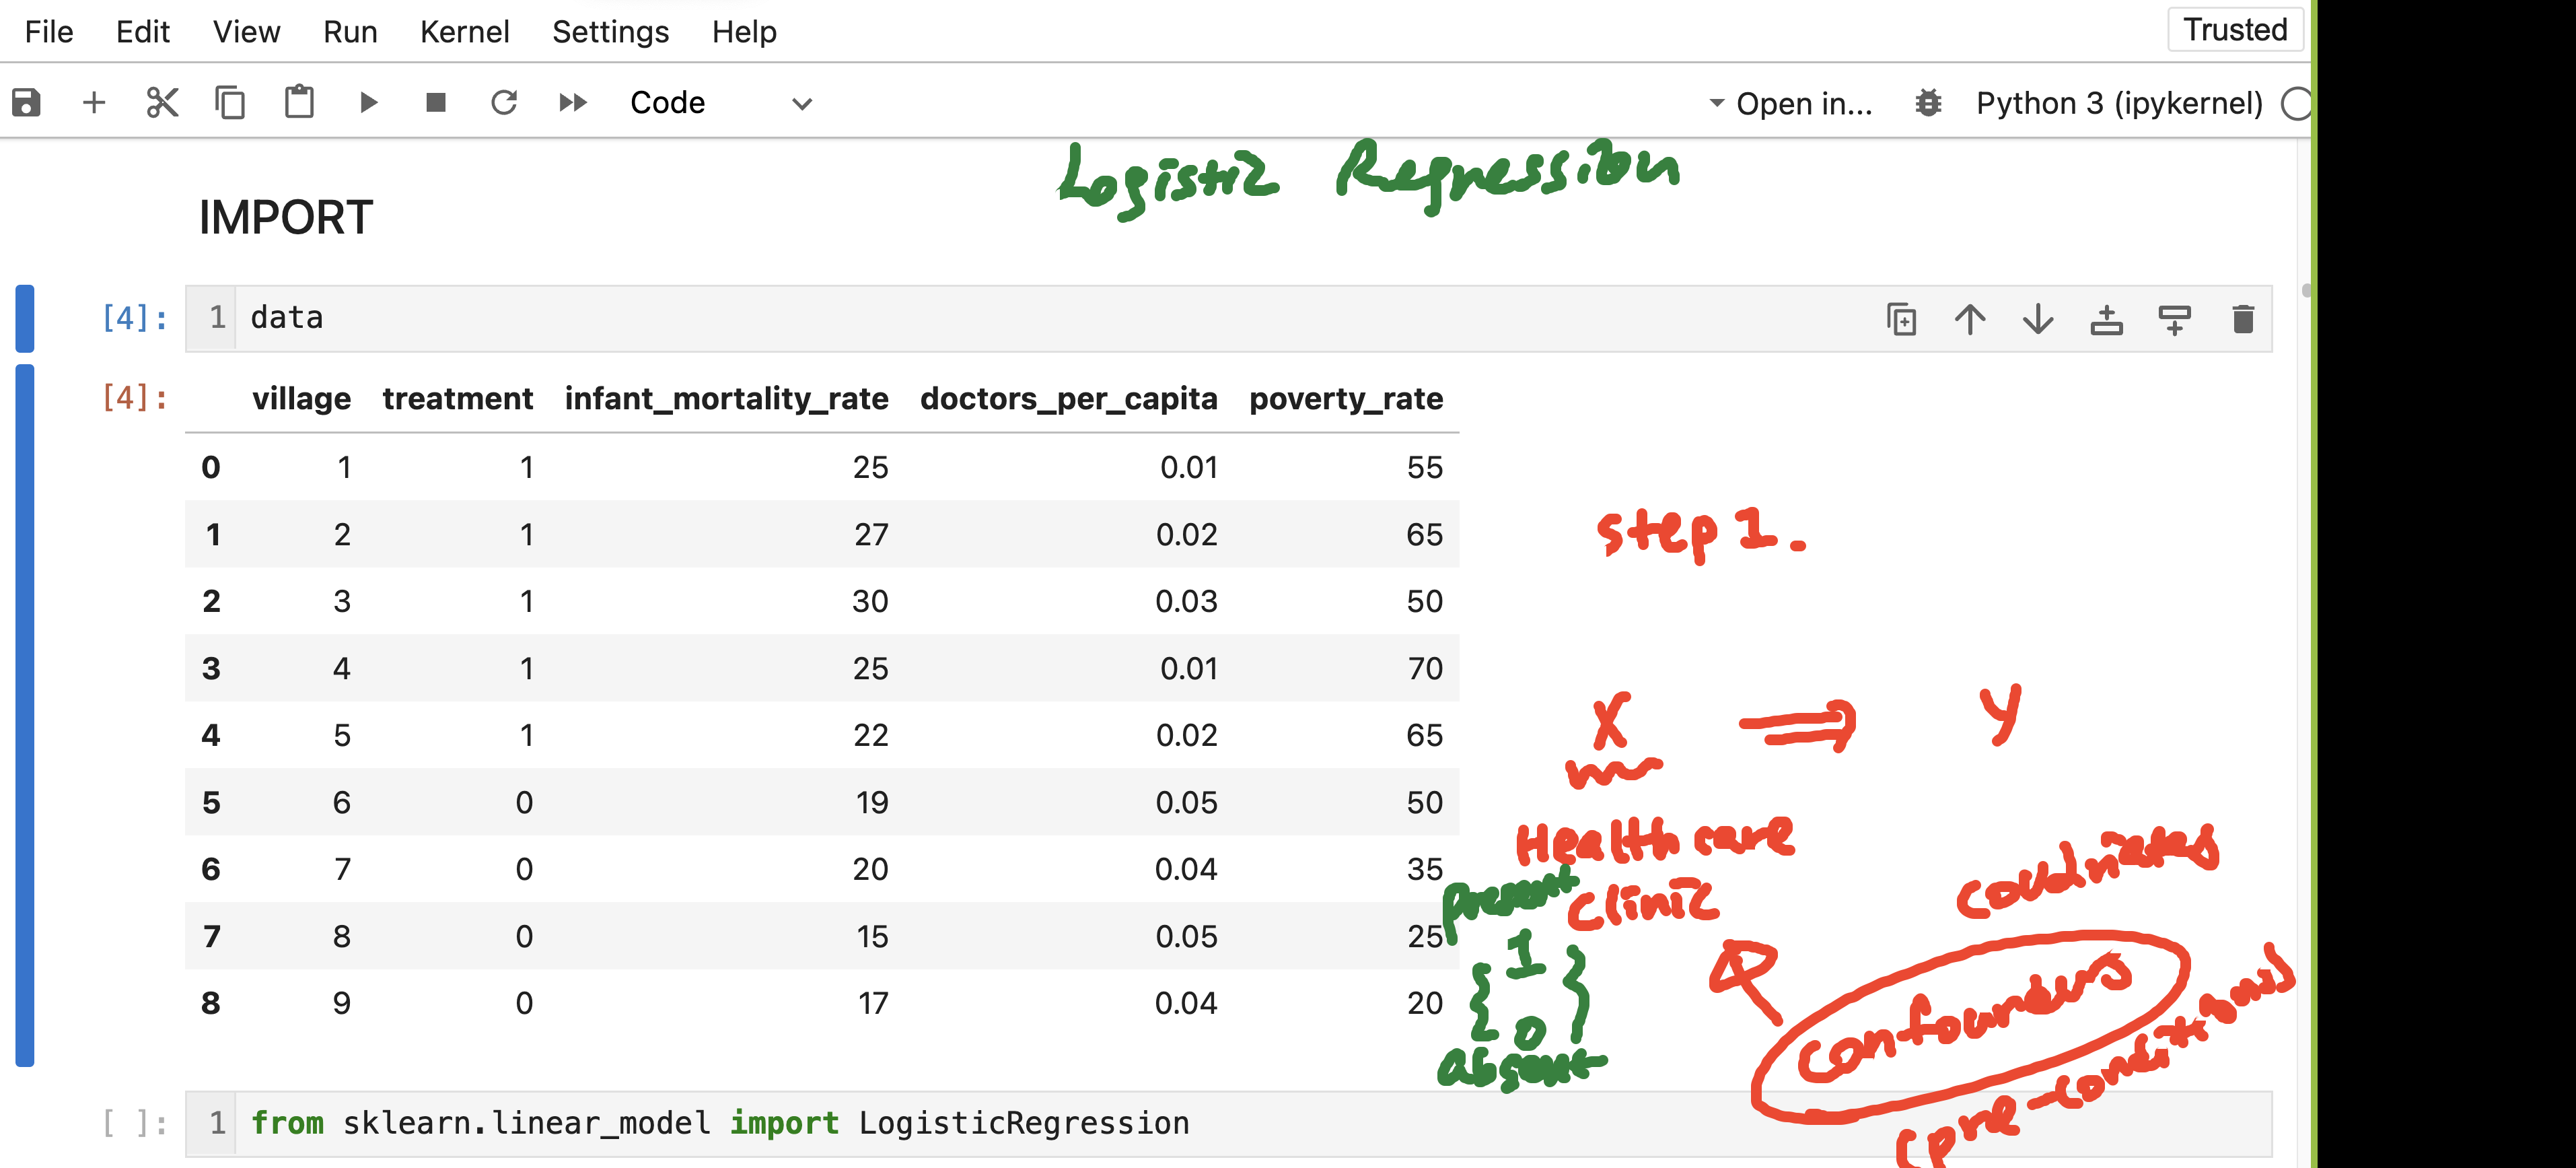 File Edit View Run Kernel Settings Help Trusted
Code Open in... Python 3 (ipykernel)
Logistic Regression
IMPORT
[4]: 1 data
[4]: village treatment infant_mortality_rate doctors_per_capita poverty_rate
0 1 1 25 0.01 55
1 2 1 27 0.02 65
2 3 1 30 0.03 50
3 4 1 25 0.01 70
4 5 1 22 0.02 65
5 6 0 19 0.05 50
6 7 0 20 0.04 35
7 8 0 15 0.05 25
8 9 0 17 0.04 20
step 1.
X ⟹ Y
Health care
clinic
present
{ 1
0 }
absent
confounders
(pre-conditions)
[ ]: 1 from sklearn.linear_model import LogisticRegression